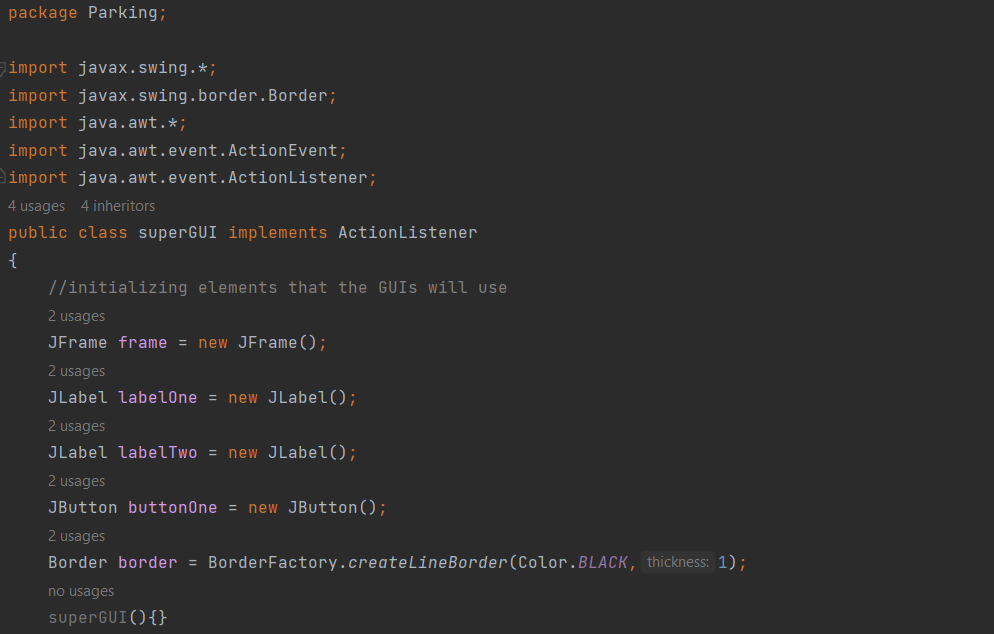 package Parking;
import javax.swing.*;
import javax.swing.border.Border;
import java.awt.*;
import java.awt.event.ActionEvent;
import java.awt.event.ActionListener;
4 usages   4 inheritors
public class superGUI implements ActionListener
{
    //initializing elements that the GUIs will use
    2 usages
    JFrame frame = new JFrame();
    2 usages
    JLabel labelOne = new JLabel();
    2 usages
    JLabel labelTwo = new JLabel();
    2 usages
    JButton buttonOne = new JButton();
    2 usages
    Border border = BorderFactory.createLineBorder(Color.BLACK, thickness: 1);
    no usages
    superGUI(){}